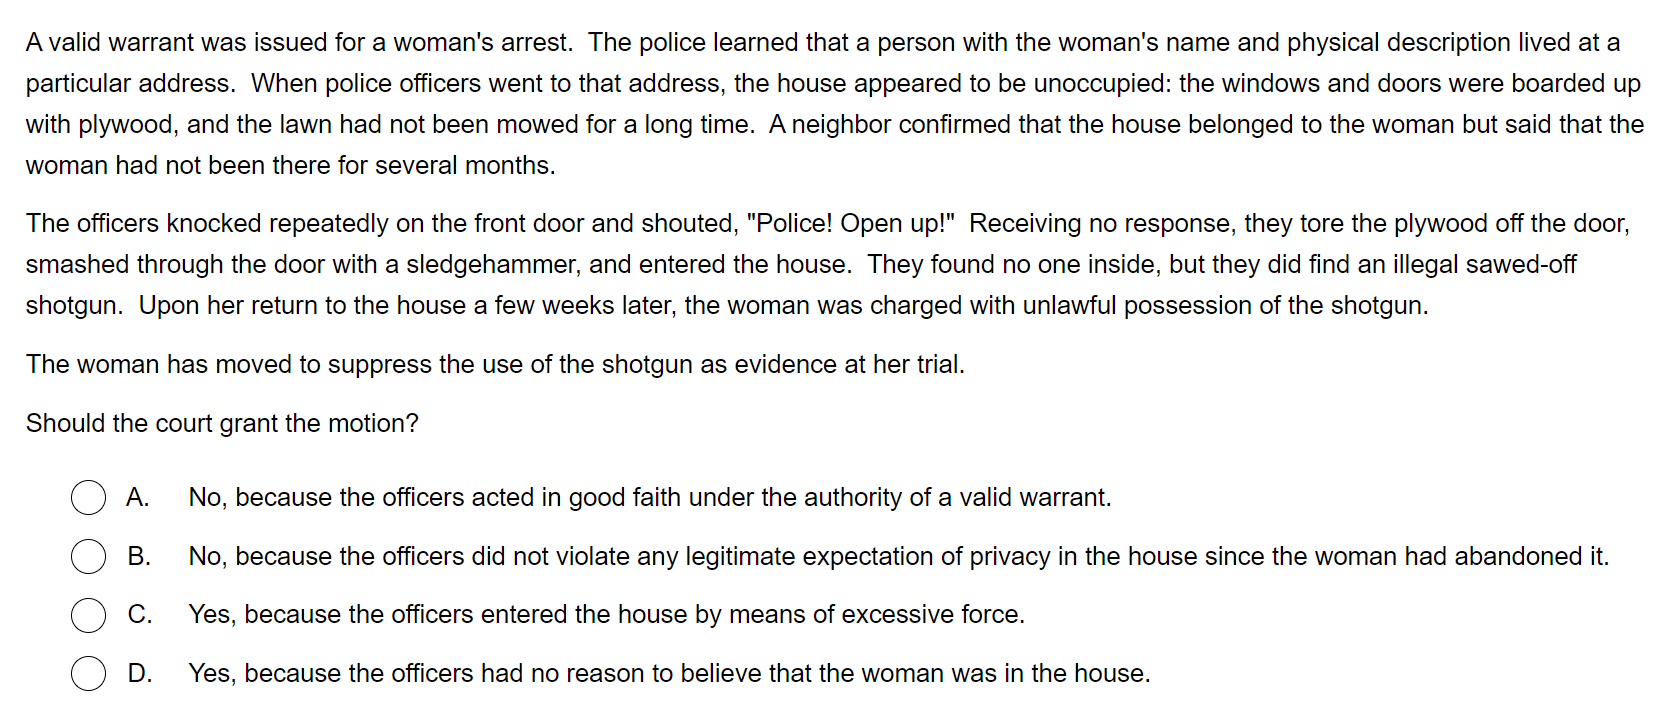 A valid warrant was issued for a woman's arrest.  The police learned that a person with the woman's name and physical description lived at a
particular address.  When police officers went to that address, the house appeared to be unoccupied: the windows and doors were boarded up
with plywood, and the lawn had not been mowed for a long time.  A neighbor confirmed that the house belonged to the woman but said that the
woman had not been there for several months.
The officers knocked repeatedly on the front door and shouted, "Police! Open up!"  Receiving no response, they tore the plywood off the door,
smashed through the door with a sledgehammer, and entered the house.  They found no one inside, but they did find an illegal sawed-off
shotgun.  Upon her return to the house a few weeks later, the woman was charged with unlawful possession of the shotgun.
The woman has moved to suppress the use of the shotgun as evidence at her trial.
Should the court grant the motion?
A. No, because the officers acted in good faith under the authority of a valid warrant.
B. No, because the officers did not violate any legitimate expectation of privacy in the house since the woman had abandoned it.
C. Yes, because the officers entered the house by means of excessive force.
D. Yes, because the officers had no reason to believe that the woman was in the house.